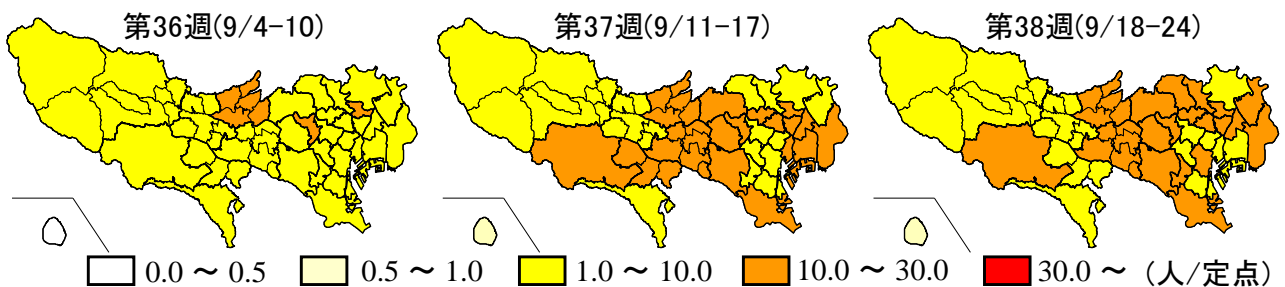 第36週(9/4-10)
第37週(9/11-17)
第38週(9/18-24)
0.0 ～ 0.5
0.5 ～ 1.0
1.0 ～ 10.0
10.0 ～ 30.0
30.0 ～ (人/定点)